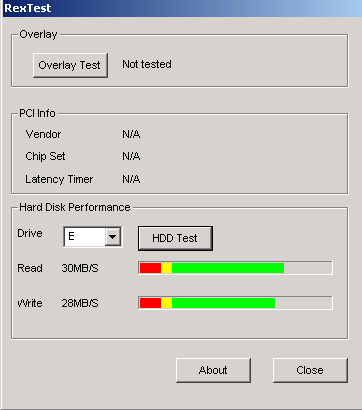 RexTest
Overlay
Overlay Test Not tested
PCI Info
Vendor N/A
Chip Set N/A
Latency Timer N/A
Hard Disk Performance
Drive E HDD Test
Read 30MB/S
Write 28MB/S
About Close